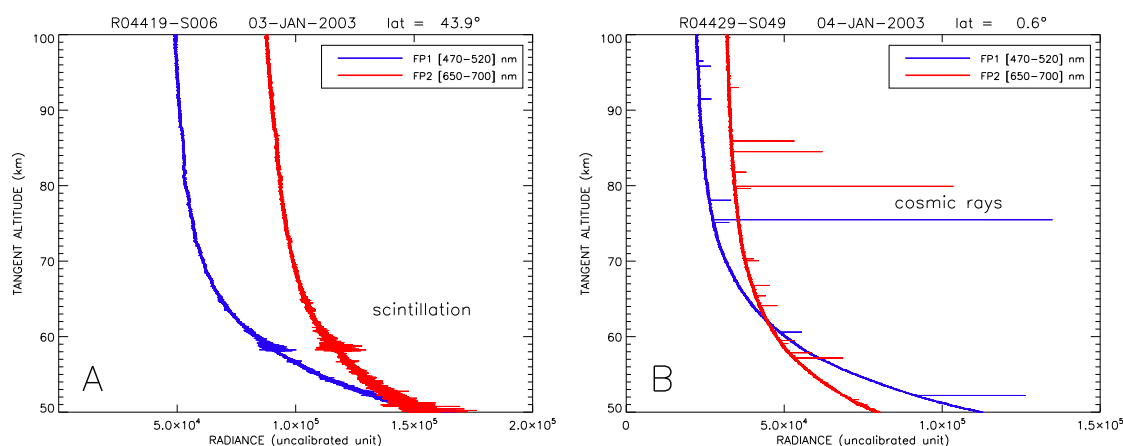 R04419-S006 03-JAN-2003 lat = 43.9°
100
90
80
70
60
50
TANGENT ALTITUDE (km)
FP1 [470-520] nm
FP2 [650-700] nm
scintillation
A
5.0×10⁴ 1.0×10⁵ 1.5×10⁵ 2.0×10⁵
RADIANCE (uncalibrated unit)
R04429-S049 04-JAN-2003 lat = 0.6°
100
90
80
70
60
50
TANGENT ALTITUDE (km)
FP1 [470-520] nm
FP2 [650-700] nm
cosmic rays
B
0 5.0×10⁴ 1.0×10⁵ 1.5×10⁵
RADIANCE (uncalibrated unit)